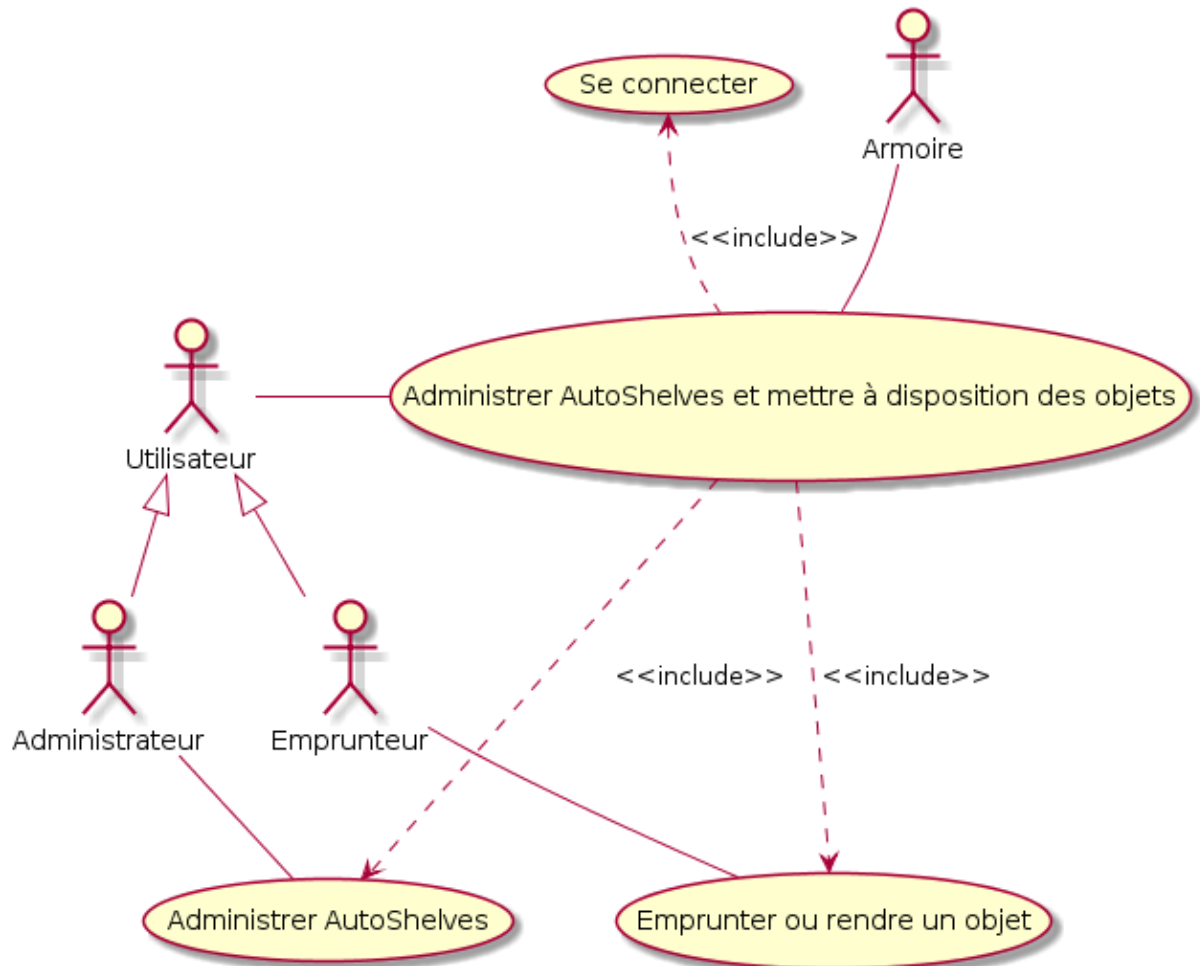 Se connecter
Armoire
<<include>>
Utilisateur
Administrer AutoShelves et mettre à disposition des objets
Administrateur
Emprunteur
<<include>>
<<include>>
Administrer AutoShelves
Emprunter ou rendre un objet